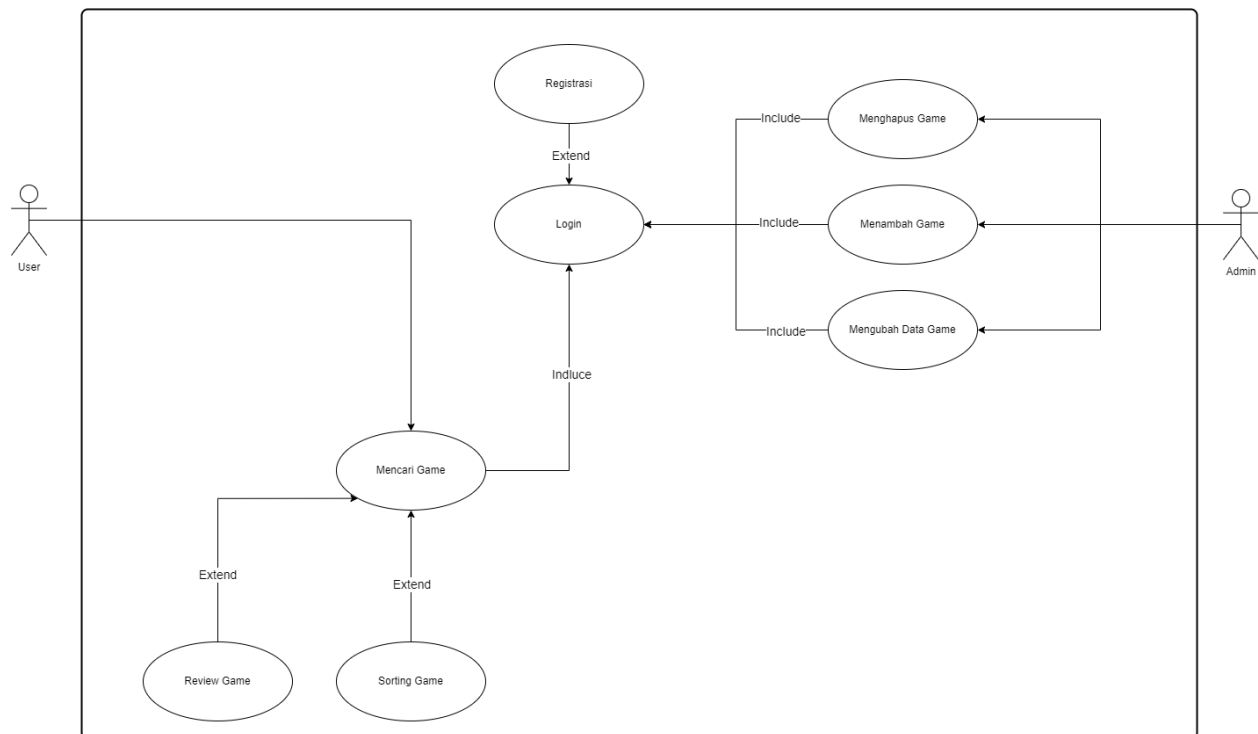 Registrasi
Extend
Login
Include
Menghapus Game
Include
Menambah Game
Include
Mengubah Data Game
User
Admin
Indluce
Mencari Game
Extend
Extend
Review Game
Sorting Game